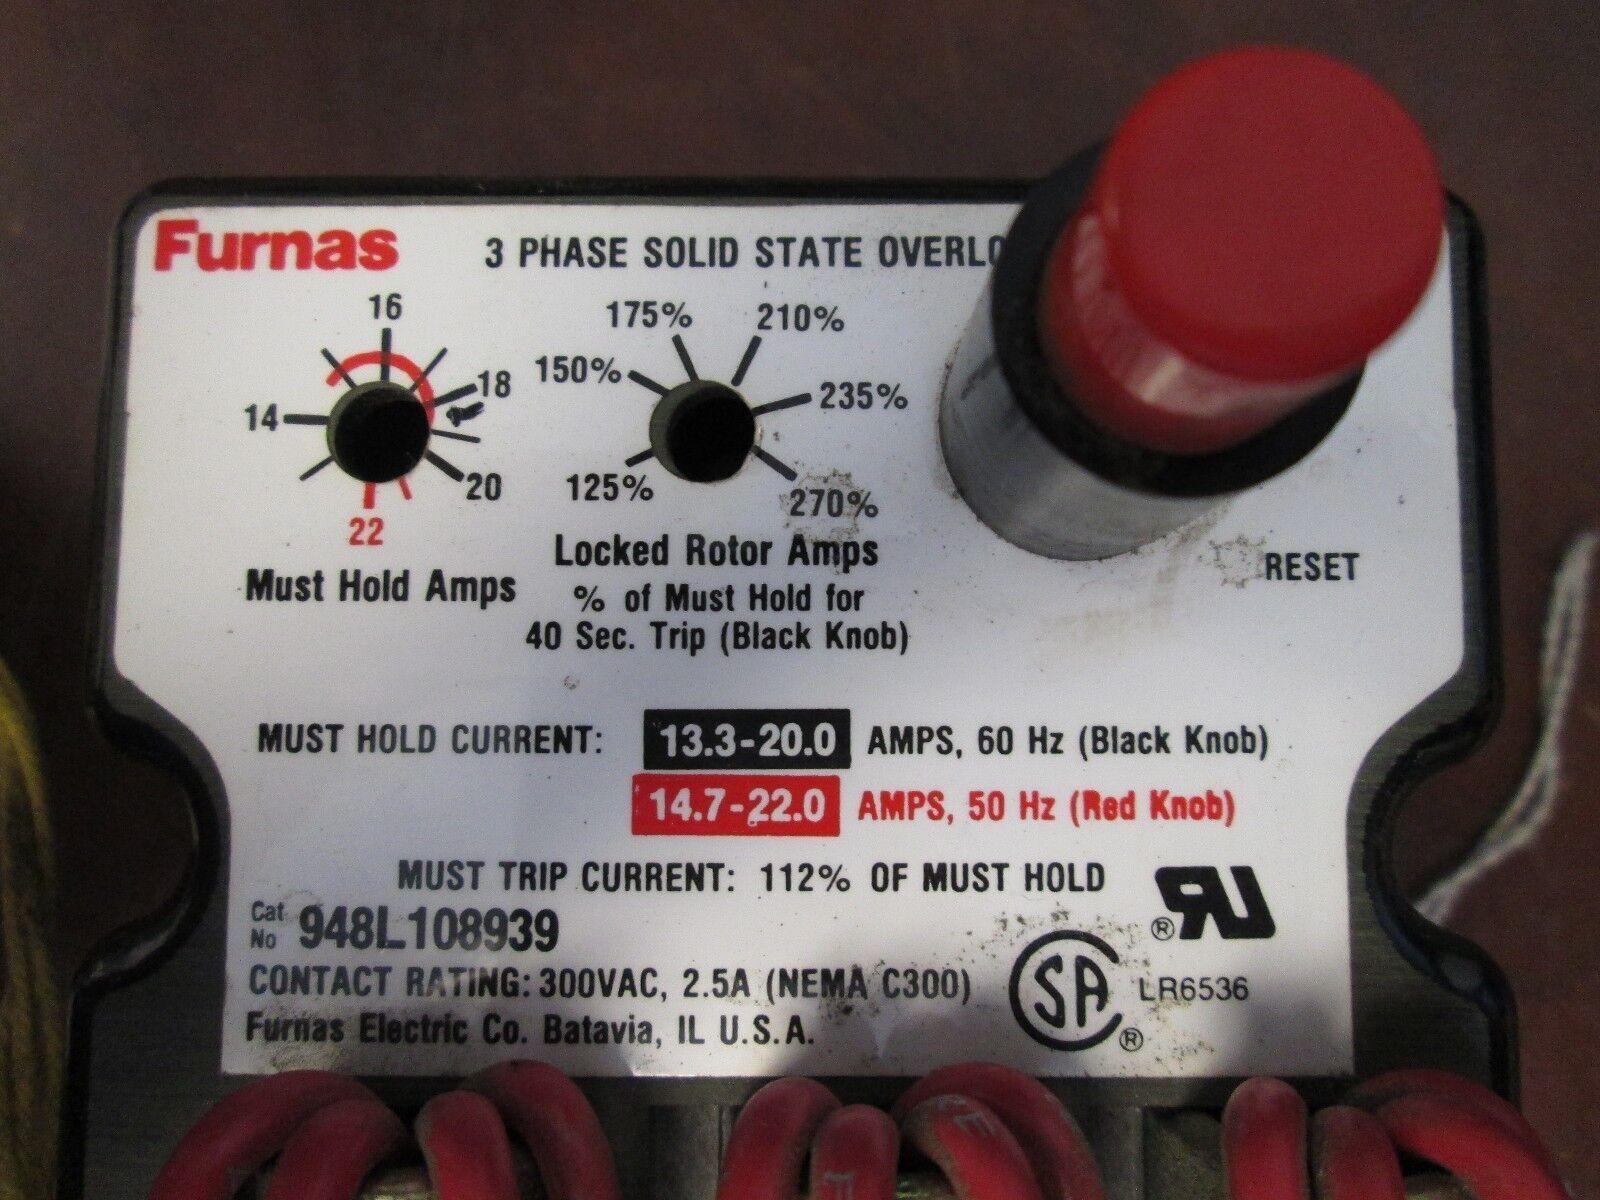 Furnas
3 PHASE SOLID STATE
16
18
14
20
22
Must Hold Amps
175%
210%
150%
235%
125%
270%
Locked Rotor Amps
% of Must Hold for
40 Sec. Trip (Black Knob)
RESET
MUST HOLD CURRENT: 13.3-20.0 AMPS, 60 Hz (Black Knob)
14.7-22.0 AMPS, 50 Hz (Red Knob)
MUST TRIP CURRENT: 112% OF MUST HOLD
Cat No 948L108939
CONTACT RATING: 300VAC, 2.5A (NEMA C300)
Furnas Electric Co. Batavia, IL U.S.A.
® RU
SA ®
LR6536